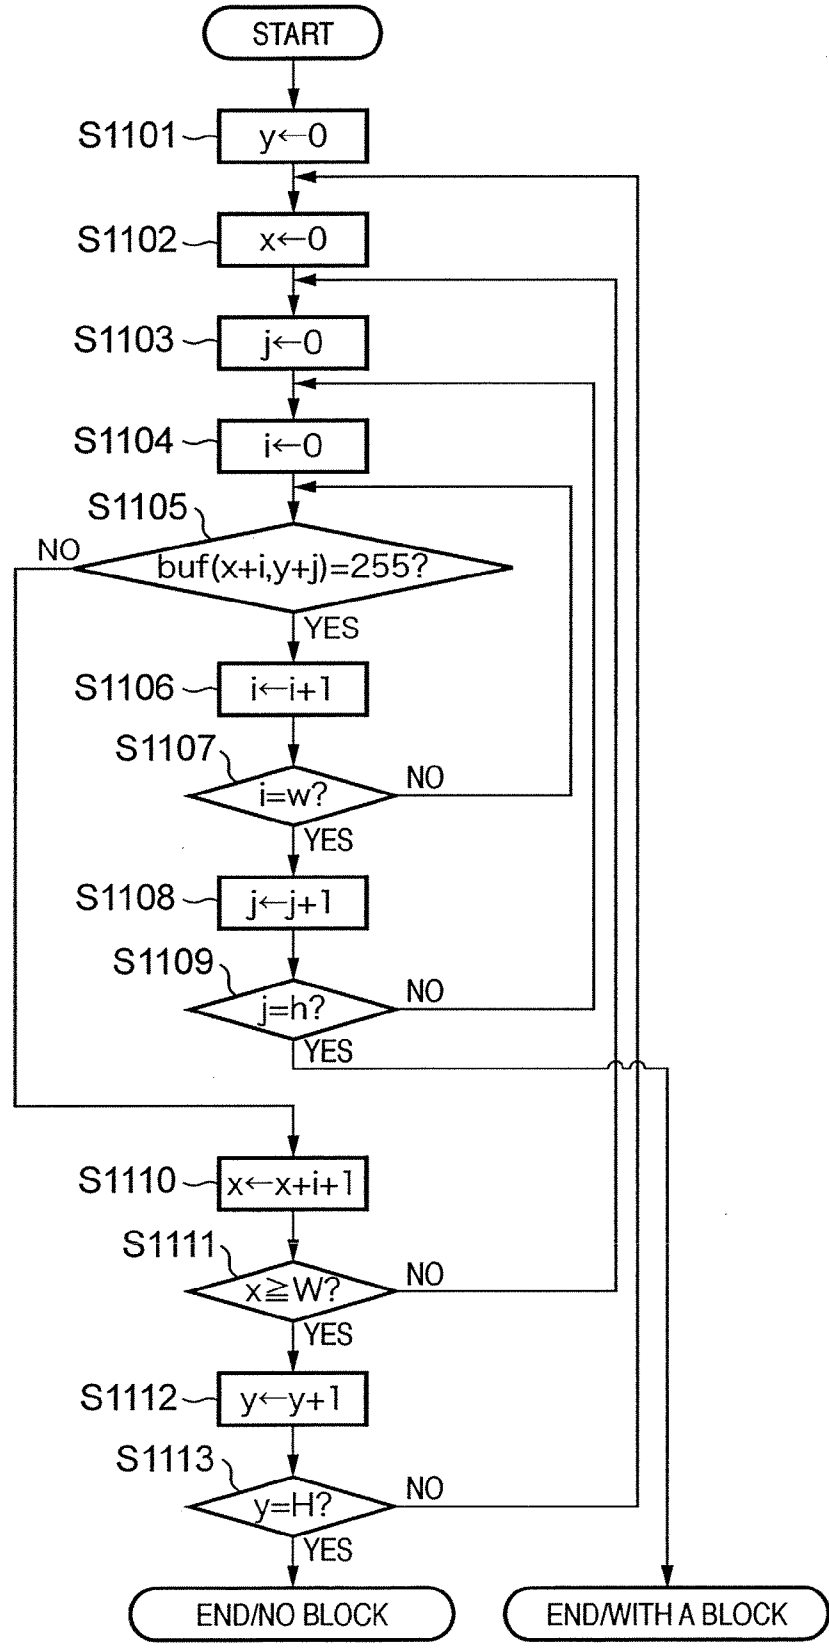 START
S1101
y←0
S1102
x←0
S1103
j←0
S1104
i←0
S1105
NO
buf(x+i,y+j)=255?
YES
S1106
i←i+1
S1107
i=w?
NO
YES
S1108
j←j+1
S1109
j=h?
NO
YES
S1110
x←x+i+1
S1111
x≧W?
NO
YES
S1112
y←y+1
S1113
y=H?
NO
YES
END/NO BLOCK
END/WITH A BLOCK